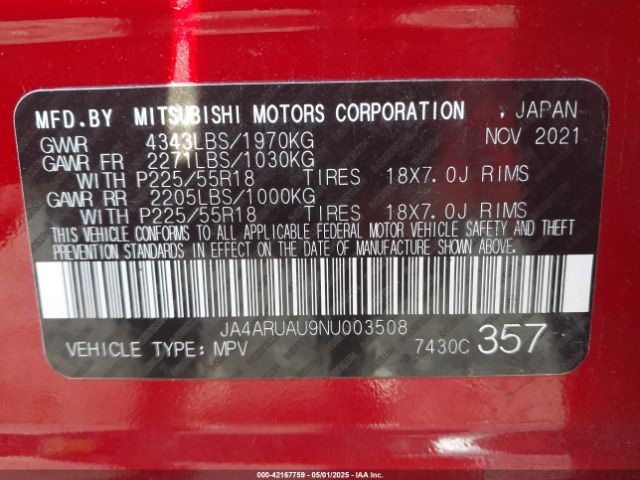 MFD.BY MITSUBISHI MOTORS CORPORATION , JAPAN
GVWR 4343LBS/1970KG NOV 2021
GAWR FR 2271LBS/1030KG
WITH P225/55R18 TIRES 18X7.0J RIMS
GAWR RR 2205LBS/1000KG
WITH P225/55R18 TIRES 18X7.0J RIMS
THIS VEHICLE CONFORMS TO ALL APPLICABLE FEDERAL MOTOR VEHICLE SAFETY AND THEFT
PREVENTION STANDARDS IN EFFECT ON THE DATE OF MANUFACTURE SHOWN ABOVE.
JA4ARUAU9NU003508
VEHICLE TYPE: MPV 7430C 357
000-42167759 - 05/01/2025 - IAAI.COM